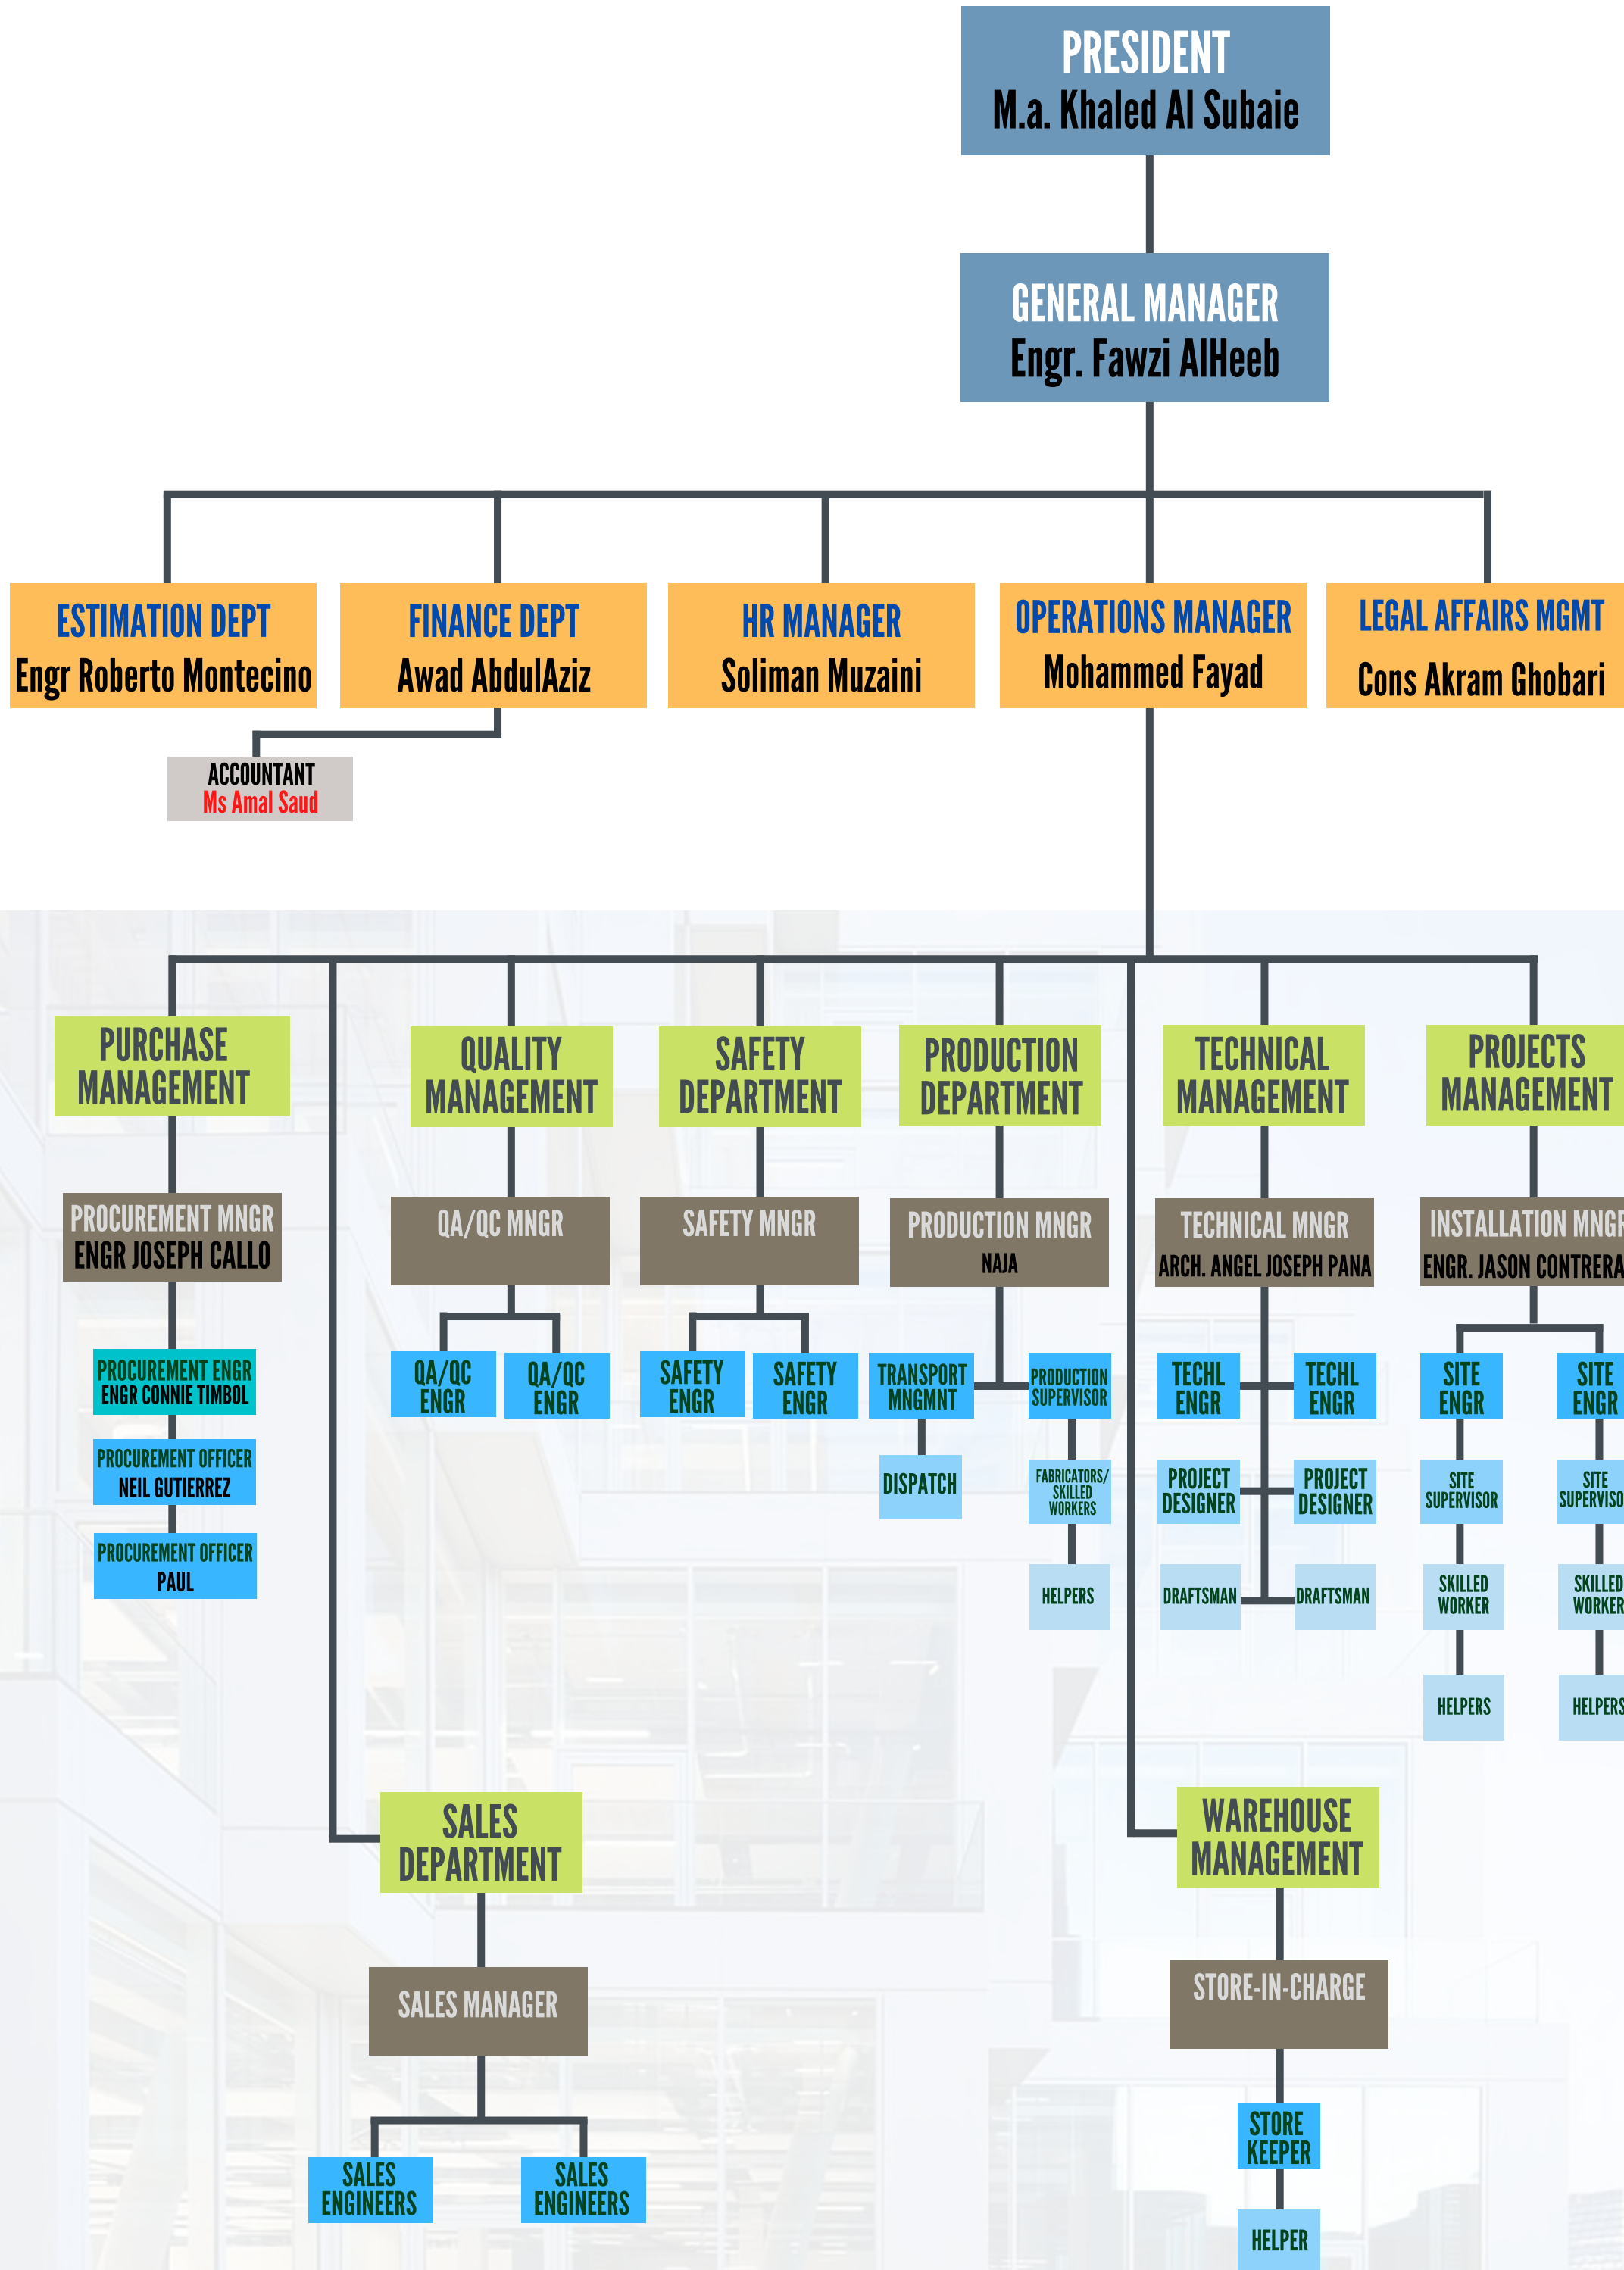 PRESIDENT
M.a. Khaled Al Subaie
GENERAL MANAGER
Engr. Fawzi AlHeeb
ESTIMATION DEPT
Engr Roberto Montecino
FINANCE DEPT
Awad AbdulAziz
HR MANAGER
Soliman Muzaini
OPERATIONS MANAGER
Mohammed Fayad
LEGAL AFFAIRS MGMT
Cons Akram Ghobari
ACCOUNTANT
Ms Amal Saud
PURCHASE
MANAGEMENT
QUALITY
MANAGEMENT
SAFETY
DEPARTMENT
PRODUCTION
DEPARTMENT
TECHNICAL
MANAGEMENT
PROJECTS
MANAGEMENT
PROCUREMENT MNGR
ENGR JOSEPH CALLO
QA/QC MNGR
SAFETY MNGR
PRODUCTION MNGR
NAJA
TECHNICAL MNGR
ARCH. ANGEL JOSEPH PANA
INSTALLATION MNGR
ENGR. JASON CONTRERA
PROCUREMENT ENGR
ENGR CONNIE TIMBOL
PROCUREMENT OFFICER
NEIL GUTIERREZ
PROCUREMENT OFFICER
PAUL
QA/QC
ENGR
QA/QC
ENGR
SAFETY
ENGR
SAFETY
ENGR
TRANSPORT
MNGMNT
DISPATCH
PRODUCTION
SUPERVISOR
FABRICATORS/
SKILLED
WORKERS
HELPERS
TECHL
ENGR
TECHL
ENGR
PROJECT
DESIGNER
PROJECT
DESIGNER
DRAFTSMAN
DRAFTSMAN
SITE
ENGR
SITE
SUPERVISOR
SKILLED
WORKER
HELPERS
SITE
ENGR
SITE
SUPERVISO
SKILLED
WORKER
HELPERS
SALES
DEPARTMENT
SALES MANAGER
SALES
ENGINEERS
SALES
ENGINEERS
WAREHOUSE
MANAGEMENT
STORE-IN-CHARGE
STORE
KEEPER
HELPER